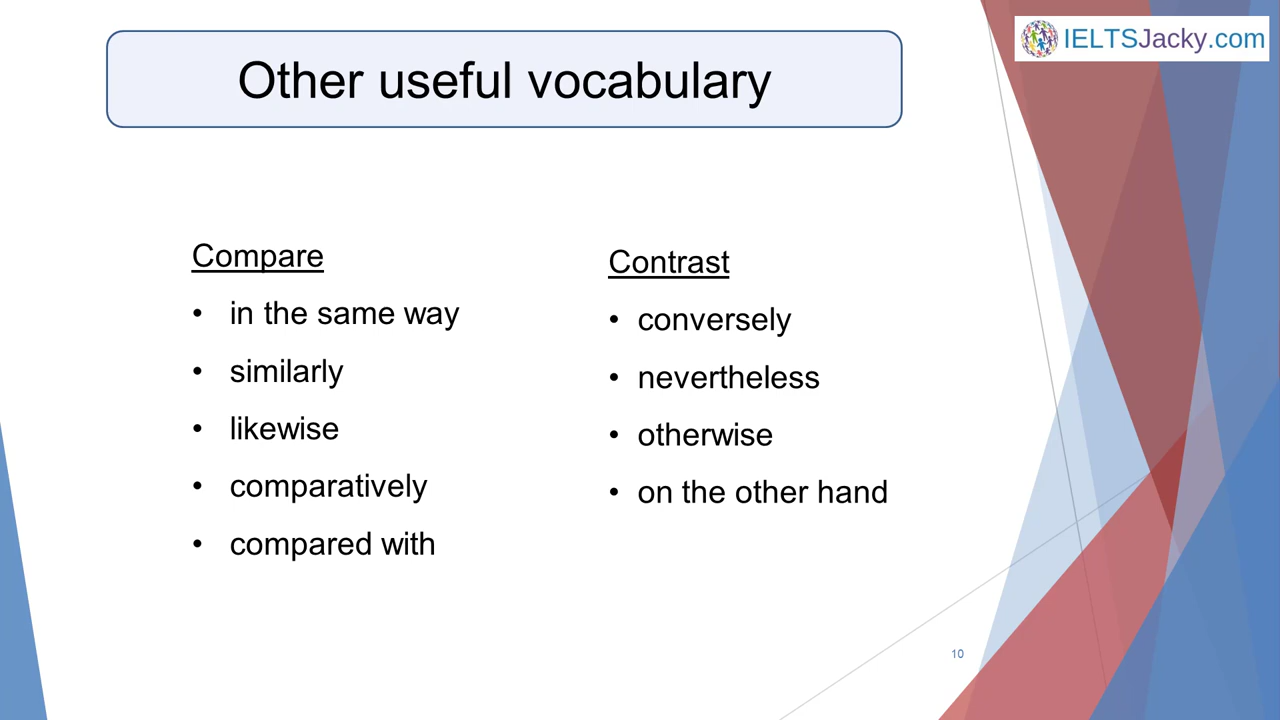 IELTSJacky.com
Other useful vocabulary
Compare
• in the same way
• similarly
• likewise
• comparatively
• compared with
Contrast
• conversely
• nevertheless
• otherwise
• on the other hand
10